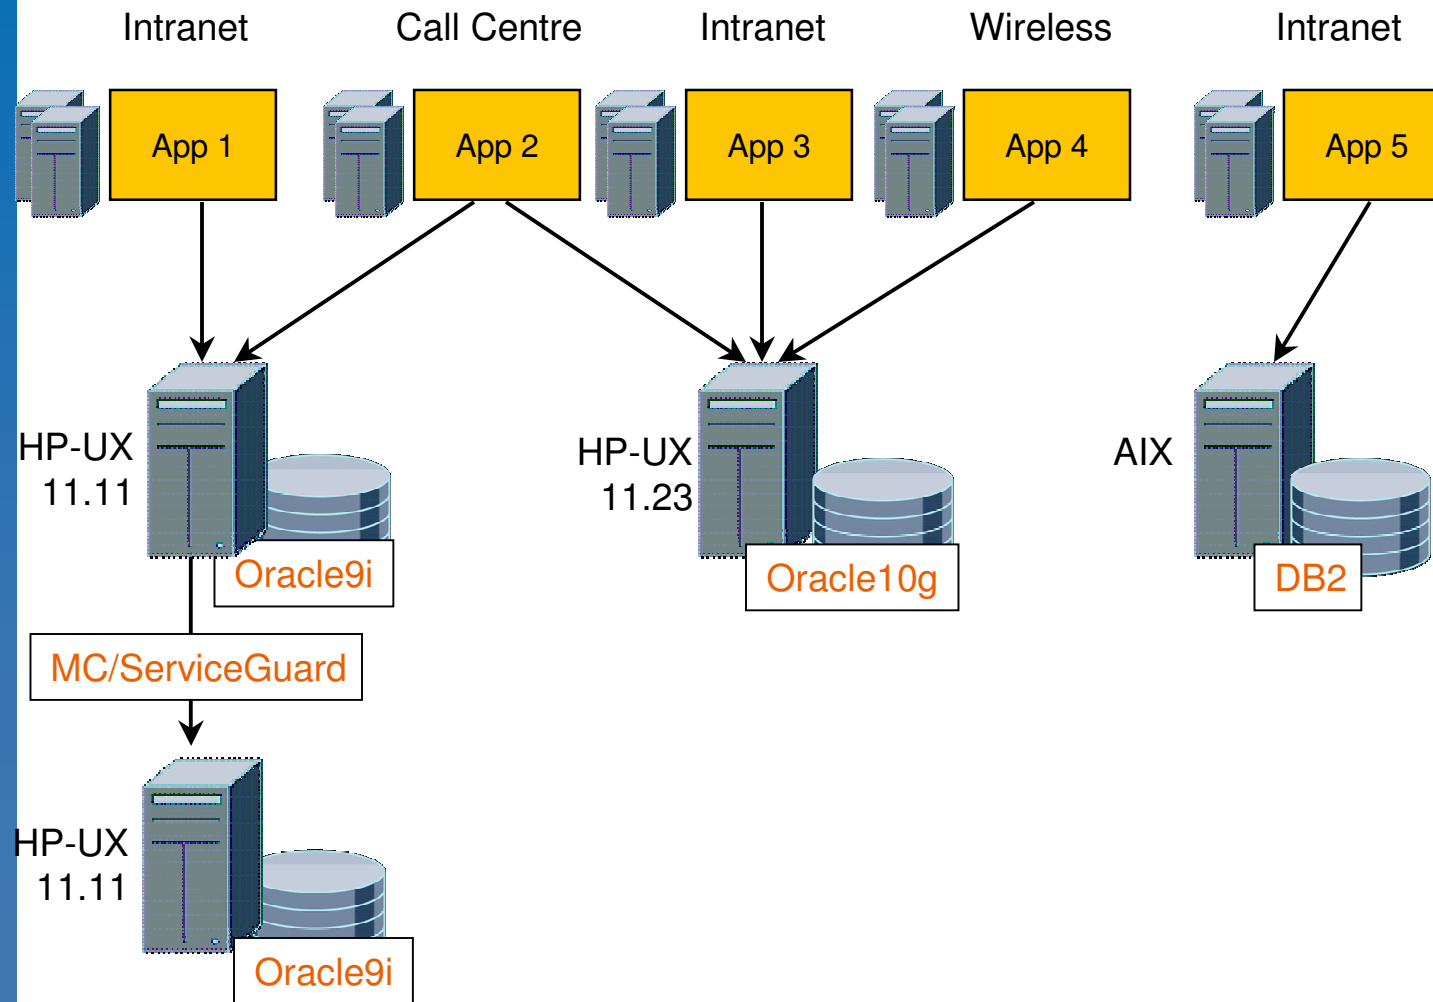 Intranet
Call Centre
Intranet
Wireless
Intranet
App 1
App 2
App 3
App 4
App 5
HP-UX
11.11
Oracle9i
HP-UX
11.23
Oracle10g
AIX
DB2
MC/ServiceGuard
HP-UX
11.11
Oracle9i